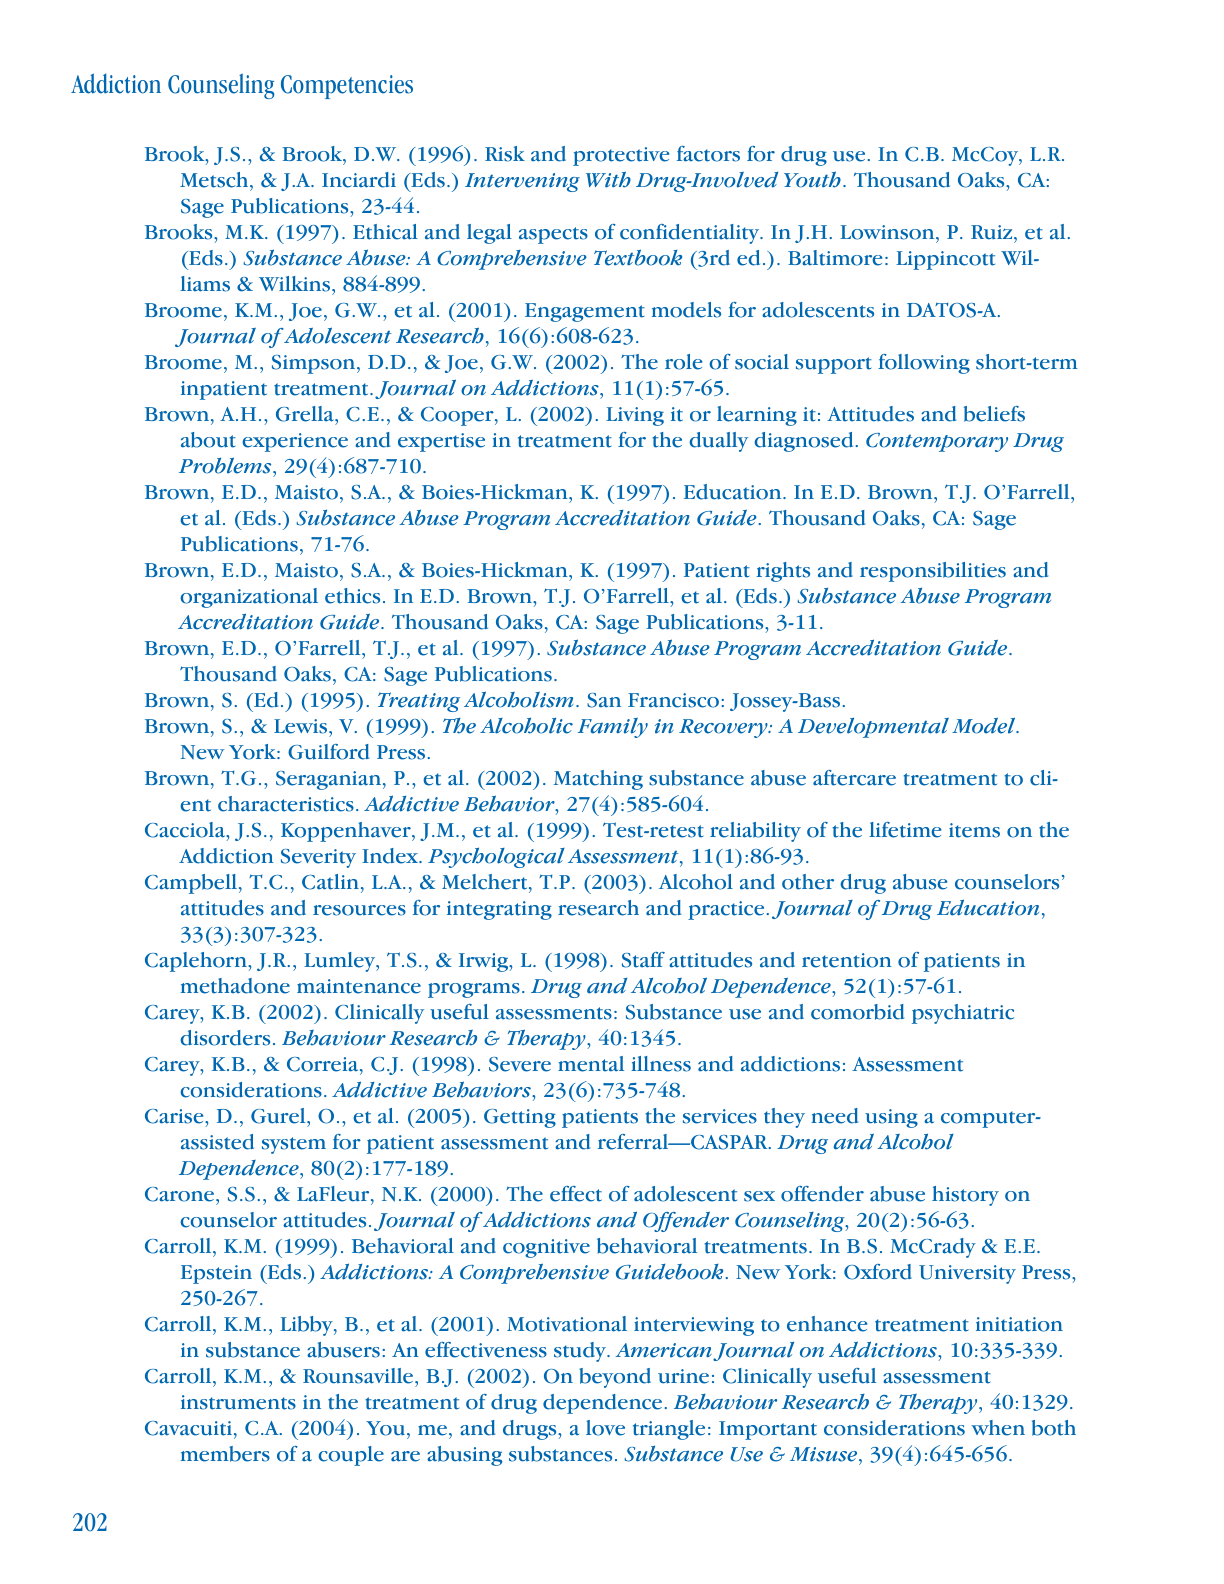 Addiction Counseling Competencies
Brook, J.S., & Brook, D.W. (1996). Risk and protective factors for drug use. In C.B. McCoy, L.R.
Metsch, & J.A. Inciardi (Eds.) Intervening With Drug-Involved Youth. Thousand Oaks, CA:
Sage Publications, 23-44.
Brooks, M.K. (1997). Ethical and legal aspects of confidentiality. In J.H. Lowinson, P. Ruiz, et al.
(Eds.) Substance Abuse: A Comprehensive Textbook (3rd ed.). Baltimore: Lippincott Wil-
liams & Wilkins, 884-899.
Broome, K.M., Joe, G.W., et al. (2001). Engagement models for adolescents in DATOS-A.
Journal of Adolescent Research, 16(6):608-623.
Broome, M., Simpson, D.D., & Joe, G.W. (2002). The role of social support following short-term
inpatient treatment. Journal on Addictions, 11(1):57-65.
Brown, A.H., Grella, C.E., & Cooper, L. (2002). Living it or learning it: Attitudes and beliefs
about experience and expertise in treatment for the dually diagnosed. Contemporary Drug
Problems, 29(4):687-710.
Brown, E.D., Maisto, S.A., & Boies-Hickman, K. (1997). Education. In E.D. Brown, T.J. O’Farrell,
et al. (Eds.) Substance Abuse Program Accreditation Guide. Thousand Oaks, CA: Sage
Publications, 71-76.
Brown, E.D., Maisto, S.A., & Boies-Hickman, K. (1997). Patient rights and responsibilities and
organizational ethics. In E.D. Brown, T.J. O’Farrell, et al. (Eds.) Substance Abuse Program
Accreditation Guide. Thousand Oaks, CA: Sage Publications, 3-11.
Brown, E.D., O’Farrell, T.J., et al. (1997). Substance Abuse Program Accreditation Guide.
Thousand Oaks, CA: Sage Publications.
Brown, S. (Ed.) (1995). Treating Alcoholism. San Francisco: Jossey-Bass.
Brown, S., & Lewis, V. (1999). The Alcoholic Family in Recovery: A Developmental Model.
New York: Guilford Press.
Brown, T.G., Seraganian, P., et al. (2002). Matching substance abuse aftercare treatment to cli-
ent characteristics. Addictive Behavior, 27(4):585-604.
Cacciola, J.S., Koppenhaver, J.M., et al. (1999). Test-retest reliability of the lifetime items on the
Addiction Severity Index. Psychological Assessment, 11(1):86-93.
Campbell, T.C., Catlin, L.A., & Melchert, T.P. (2003). Alcohol and other drug abuse counselors’
attitudes and resources for integrating research and practice. Journal of Drug Education,
33(3):307-323.
Caplehorn, J.R., Lumley, T.S., & Irwig, L. (1998). Staff attitudes and retention of patients in
methadone maintenance programs. Drug and Alcohol Dependence, 52(1):57-61.
Carey, K.B. (2002). Clinically useful assessments: Substance use and comorbid psychiatric
disorders. Behaviour Research & Therapy, 40:1345.
Carey, K.B., & Correia, C.J. (1998). Severe mental illness and addictions: Assessment
considerations. Addictive Behaviors, 23(6):735-748.
Carise, D., Gurel, O., et al. (2005). Getting patients the services they need using a computer-
assisted system for patient assessment and referral—CASPAR. Drug and Alcohol
Dependence, 80(2):177-189.
Carone, S.S., & LaFleur, N.K. (2000). The effect of adolescent sex offender abuse history on
counselor attitudes. Journal of Addictions and Offender Counseling, 20(2):56-63.
Carroll, K.M. (1999). Behavioral and cognitive behavioral treatments. In B.S. McCrady & E.E.
Epstein (Eds.) Addictions: A Comprehensive Guidebook. New York: Oxford University Press,
250-267.
Carroll, K.M., Libby, B., et al. (2001). Motivational interviewing to enhance treatment initiation
in substance abusers: An effectiveness study. American Journal on Addictions, 10:335-339.
Carroll, K.M., & Rounsaville, B.J. (2002). On beyond urine: Clinically useful assessment
instruments in the treatment of drug dependence. Behaviour Research & Therapy, 40:1329.
Cavacuiti, C.A. (2004). You, me, and drugs, a love triangle: Important considerations when both
members of a couple are abusing substances. Substance Use & Misuse, 39(4):645-656.
202